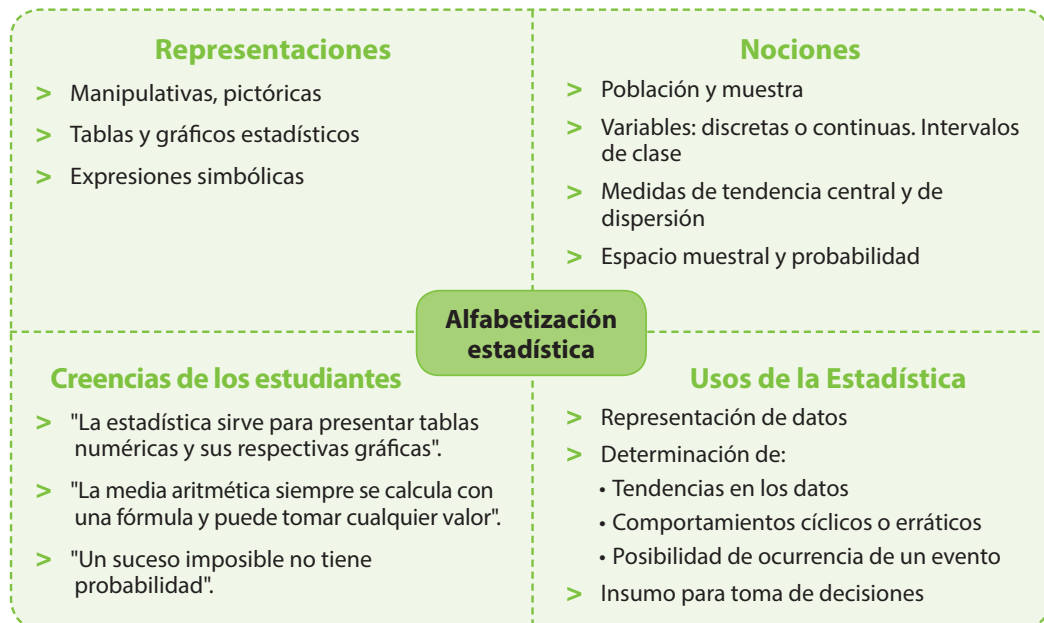 Representaciones
> Manipulativas, pictóricas
> Tablas y gráficos estadísticos
> Expresiones simbólicas
Nociones
> Población y muestra
> Variables: discretas o continuas. Intervalos
de clase
> Medidas de tendencia central y de
dispersión
> Espacio muestral y probabilidad
Alfabetización
estadística
Creencias de los estudiantes
> "La estadística sirve para presentar tablas
numéricas y sus respectivas gráficas".
> "La media aritmética siempre se calcula con
una fórmula y puede tomar cualquier valor".
> "Un suceso imposible no tiene
probabilidad".
Usos de la Estadística
> Representación de datos
> Determinación de:
• Tendencias en los datos
• Comportamientos cíclicos o erráticos
• Posibilidad de ocurrencia de un evento
> Insumo para toma de decisiones